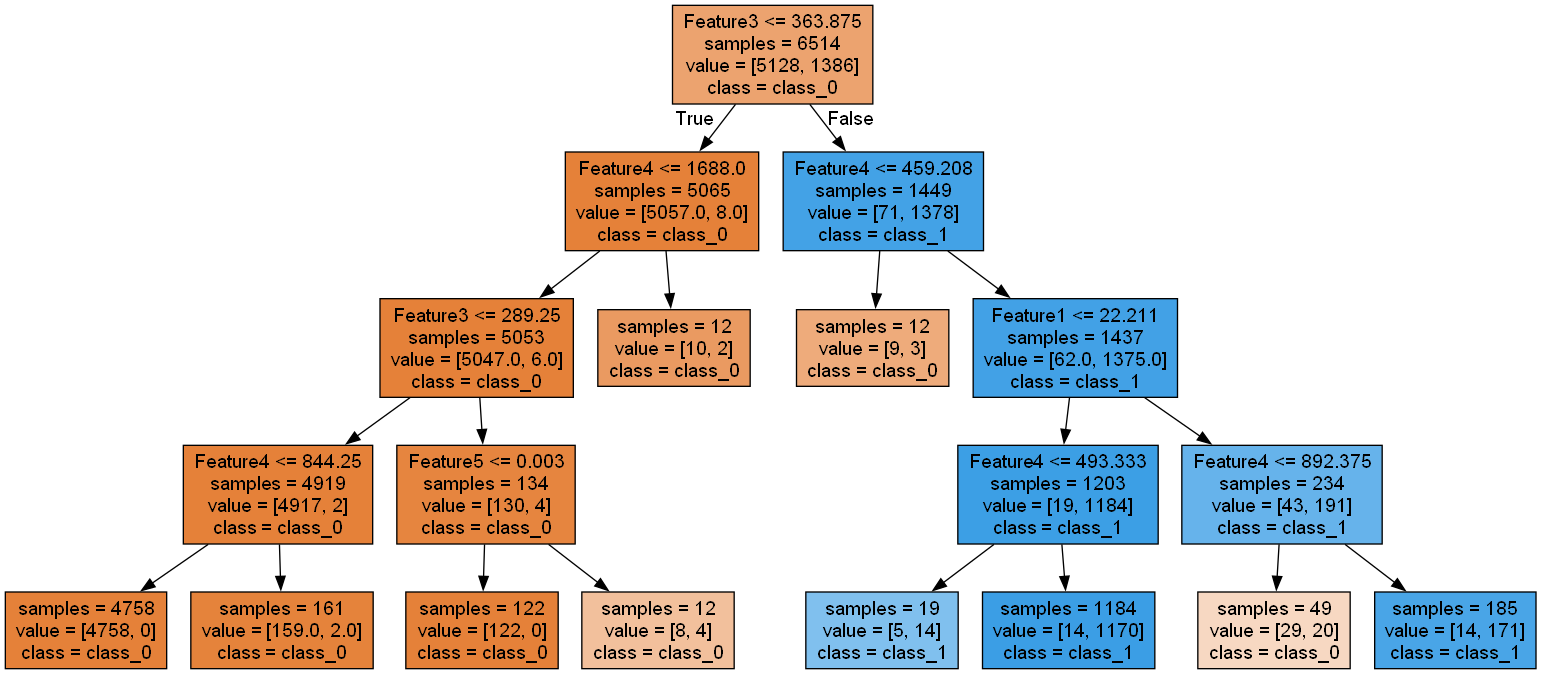 Feature3 <= 363.875
samples = 6514
value = [5128, 1386]
class = class_0
True
False
Feature4 <= 1688.0
samples = 5065
value = [5057.0, 8.0]
class = class_0
Feature4 <= 459.208
samples = 1449
value = [71, 1378]
class = class_1
Feature3 <= 289.25
samples = 5053
value = [5047.0, 6.0]
class = class_0
samples = 12
value = [10, 2]
class = class_0
samples = 12
value = [9, 3]
class = class_0
Feature1 <= 22.211
samples = 1437
value = [62.0, 1375.0]
class = class_1
Feature4 <= 844.25
samples = 4919
value = [4917, 2]
class = class_0
Feature5 <= 0.003
samples = 134
value = [130, 4]
class = class_0
Feature4 <= 493.333
samples = 1203
value = [19, 1184]
class = class_1
Feature4 <= 892.375
samples = 234
value = [43, 191]
class = class_1
samples = 4758
value = [4758, 0]
class = class_0
samples = 161
value = [159.0, 2.0]
class = class_0
samples = 122
value = [122, 0]
class = class_0
samples = 12
value = [8, 4]
class = class_0
samples = 19
value = [5, 14]
class = class_1
samples = 1184
value = [14, 1170]
class = class_1
samples = 49
value = [29, 20]
class = class_0
samples = 185
value = [14, 171]
class = class_1